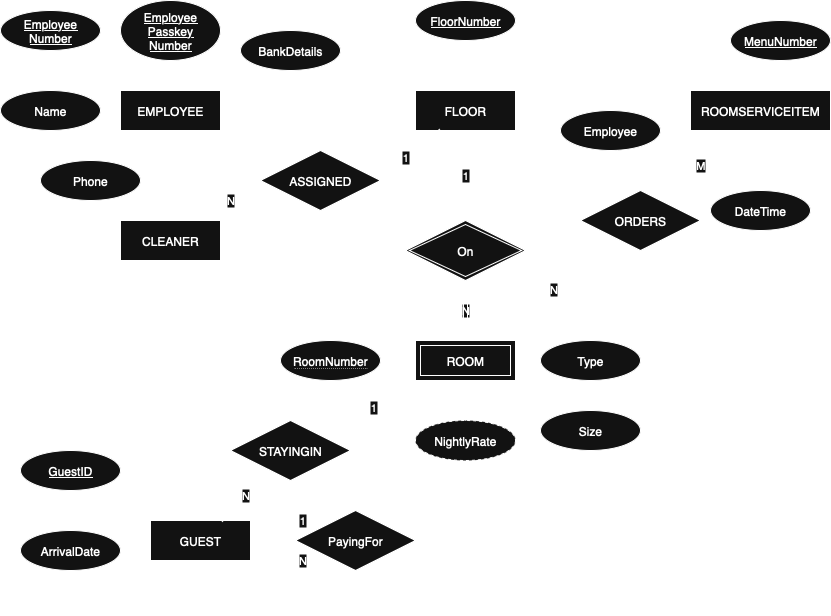 Employee
Number
Employee
Passkey
Number
BankDetails
FloorNumber
MenuNumber
Name
EMPLOYEE
FLOOR
Employee
ROOMSERVICEITEM
Phone
ASSIGNED
1
1
M
N
CLEANER
On
ORDERS
DateTime
N
N
RoomNumber
ROOM
Type
1
STAYINGIN
NightlyRate
Size
GuestID
N
ArrivalDate
GUEST
1
N
PayingFor